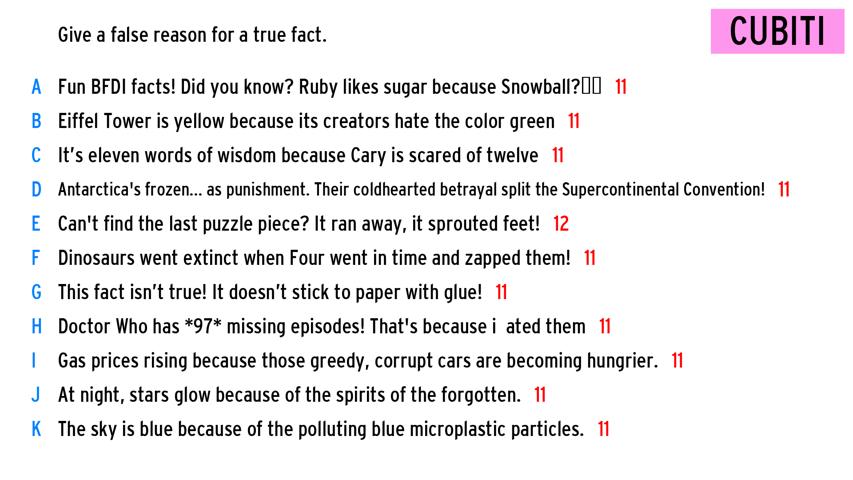 Give a false reason for a true fact.
CUBITI
A Fun BFDI facts! Did you know? Ruby likes sugar because Snowball?▯▯ 11
B Eiffel Tower is yellow because its creators hate the color green 11
C It’s eleven words of wisdom because Cary is scared of twelve 11
D Antarctica's frozen... as punishment. Their coldhearted betrayal split the Supercontinental Convention! 11
E Can't find the last puzzle piece? It ran away, it sprouted feet! 12
F Dinosaurs went extinct when Four went in time and zapped them! 11
G This fact isn’t true! It doesn’t stick to paper with glue! 11
H Doctor Who has *97* missing episodes! That's because i  ated them 11
I Gas prices rising because those greedy, corrupt cars are becoming hungrier. 11
J At night, stars glow because of the spirits of the forgotten. 11
K The sky is blue because of the polluting blue microplastic particles. 11